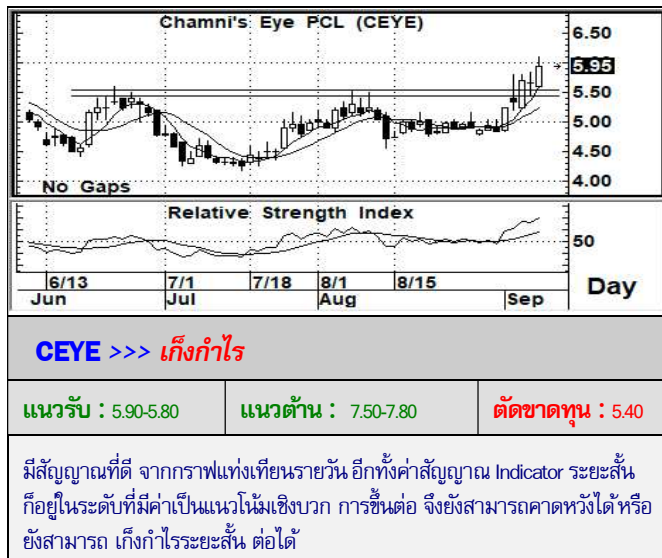 Chamni's Eye PCL (CEYE)
6.50
5.95
5.50
5.00
4.50
4.00
No Gaps
Relative Strength Index
50
6/13 7/1 7/18 8/1 8/15
Jun Jul Aug Sep
Day
CEYE >>> เก็งกำไร
แนวรับ : 5.90-5.80 แนวต้าน : 7.50-7.80 ตัดขาดทุน : 5.40
มีสัญญาณที่ดี จากกราฟแท่งเทียนรายวัน อีกทั้งค่าสัญญาณ Indicator ระยะสั้น
ก็อยู่ในระดับที่มีค่าเป็นแนวโน้มเชิงบวก การขึ้นต่อ จึงยังสามารถคาดหวังได้หรือ
ยังสามารถ เก็งกำไรระยะสั้น ต่อได้